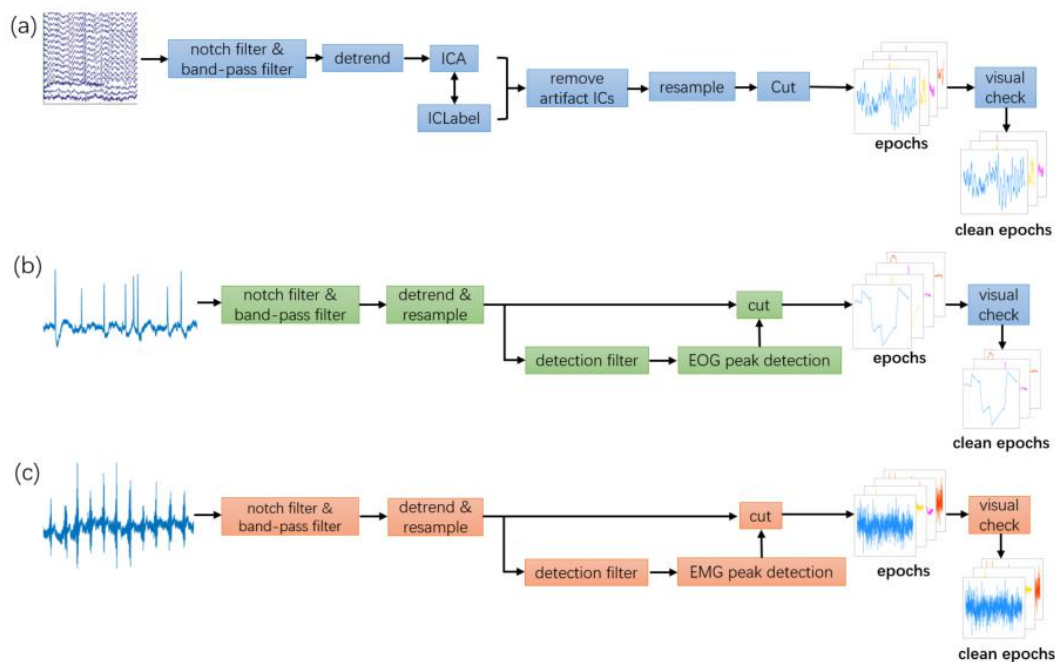 (a)
notch filter &
band-pass filter
detrend
ICA
ICLabel
remove
artifact ICs
resample
Cut
epochs
visual
check
clean epochs
(b)
notch filter &
band-pass filter
detrend &
resample
cut
detection filter
EOG peak detection
epochs
visual
check
clean epochs
(c)
notch filter &
band-pass filter
detrend &
resample
cut
detection filter
EMG peak detection
epochs
visual
check
clean epochs